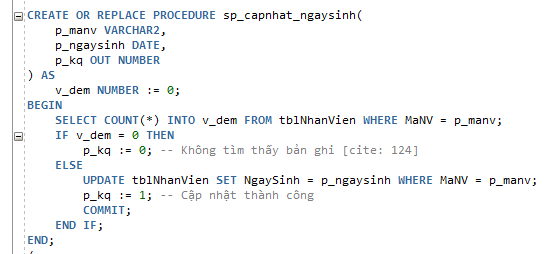 CREATE OR REPLACE PROCEDURE sp_capnhat_ngaysinh(
    p_manv VARCHAR2,
    p_ngaysinh DATE,
    p_kq OUT NUMBER
) AS
    v_dem NUMBER := 0;
BEGIN
    SELECT COUNT(*) INTO v_dem FROM tblNhanVien WHERE MaNV = p_manv;
    IF v_dem = 0 THEN
        p_kq := 0; -- Không tìm thấy bản ghi [cite: 124]
    ELSE
        UPDATE tblNhanVien SET NgaySinh = p_ngaysinh WHERE MaNV = p_manv;
        p_kq := 1; -- Cập nhật thành công
        COMMIT;
    END IF;
END;